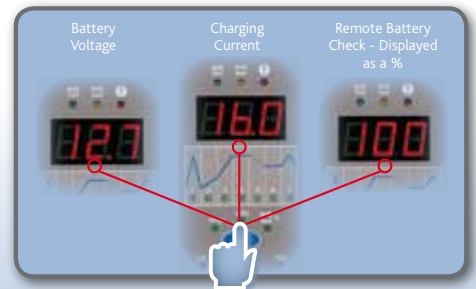 Battery
Voltage
Charging
Current
Remote Battery
Check - Displayed
as a %
12.7
16.0
100